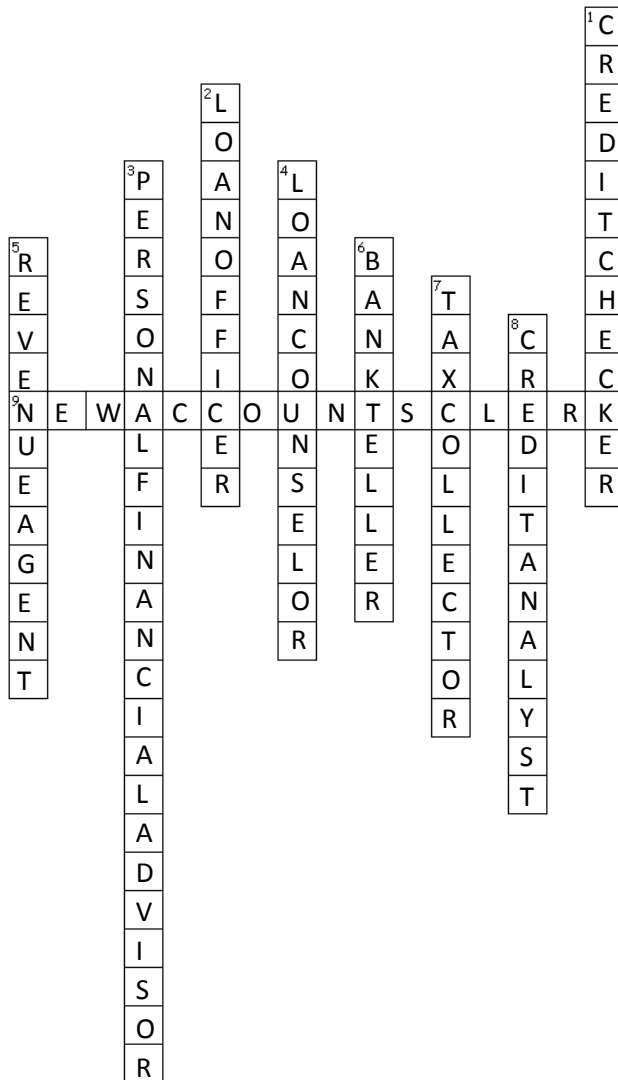 1 CREDITCHECKER
2 LOANOFFICER
3 PERSONALFINANCIALADVISOR
4 LOANCOUNSELOR
5 REVENUEAGENT
6 BANKTELLER
7 TAXCOLLECTOR
8 CREDITANALYST
9 NEWACCOUNTSCLERK